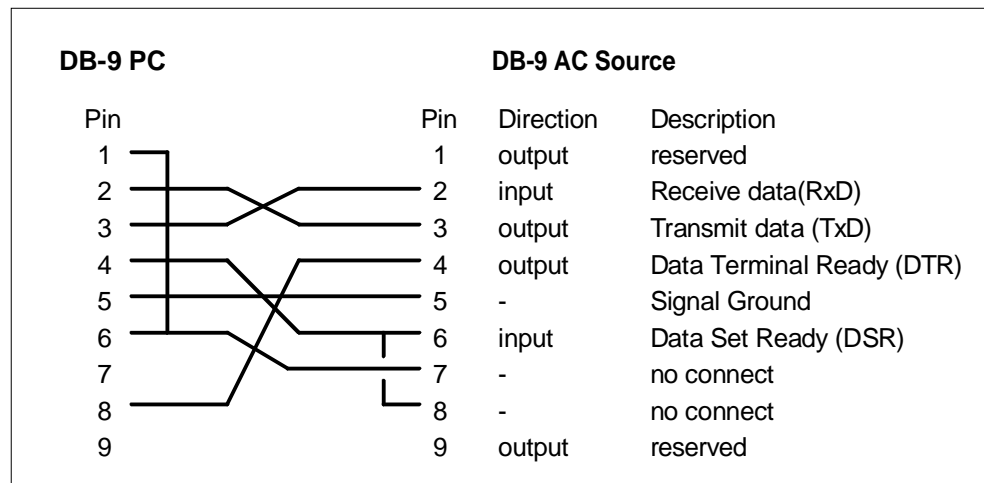 DB-9 PC DB-9 AC Source
Pin Pin Direction Description
1 1 output reserved
2 2 input Receive data(RxD)
3 3 output Transmit data (TxD)
4 4 output Data Terminal Ready (DTR)
5 5 - Signal Ground
6 6 input Data Set Ready (DSR)
7 7 - no connect
8 8 - no connect
9 9 output reserved